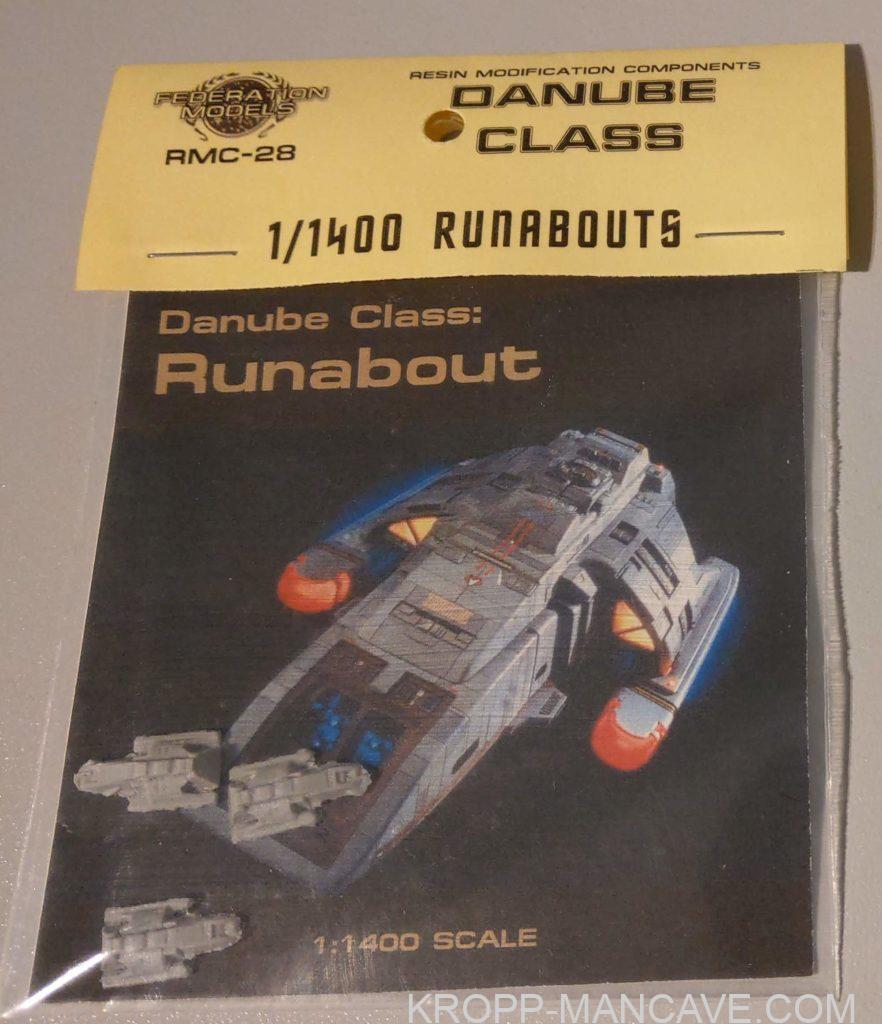 FEDERATION
MODELS
RMC-28
RESIN MODIFICATION COMPONENTS
DANUBE
CLASS
1/1400 RUNABOUTS
Danube Class:
Runabout
1:1400 SCALE
KROPP-MANCAVE.COM